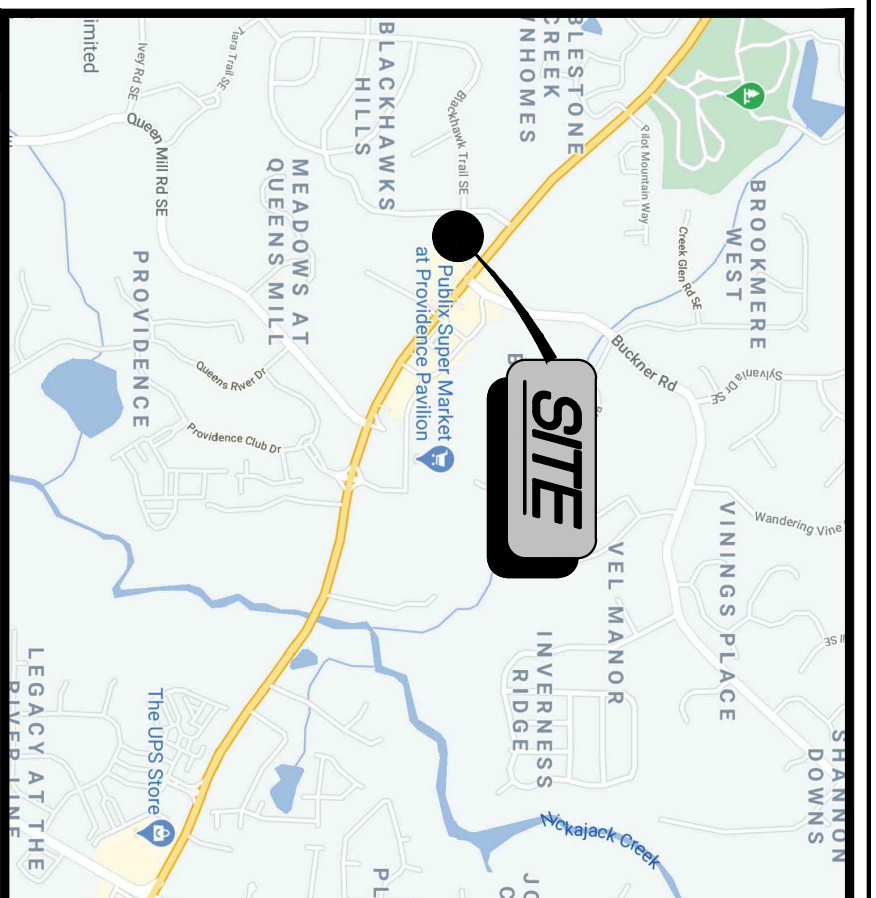 SHANNON
DOWNS
Sylvania Dr SE
Wandering Vine
BROOKMERE
WEST
VININGS PLACE
Creek Glen Rd SE
Pilot Mountain Way
Buckner Rd
VEL MANOR
Nickajack Creek
BLESTONE
CREEK
NHOMES
SITE
INVERNESS
RIDGE
Blackhawk Trail SE
Publix Super Market
at Providence Pavilion
BLACKHAWKS
HILLS
MEADOWS AT
QUEENS MILL
Tiara Trail SE
Queens River Dr
Providence Club Dr
Queen Mill Rd SE
Ivey Rd SE
PROVIDENCE
The UPS Store
imited
LEGACY AT THE
RIVER LINE